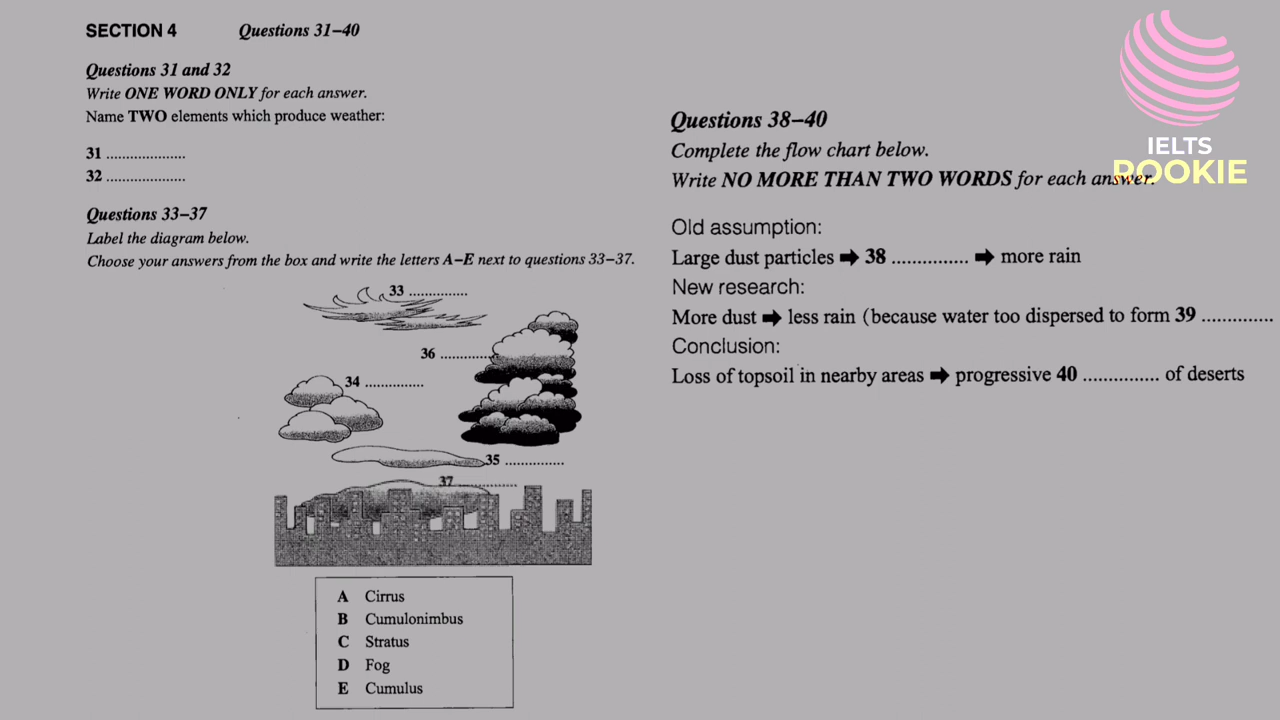 SECTION 4 Questions 31–40
Questions 31 and 32
Write ONE WORD ONLY for each answer.
Name TWO elements which produce weather:
31 ....................
32 ....................
Questions 33–37
Label the diagram below.
Choose your answers from the box and write the letters A–E next to questions 33–37.
33 ...............
36 ...............
34 ...............
35 ...............
37 ...............
A Cirrus
B Cumulonimbus
C Stratus
D Fog
E Cumulus
Questions 38–40
Complete the flow chart below.
Write NO MORE THAN TWO WORDS for each answer.
Old assumption:
Large dust particles ➡ 38 ............... ➡ more rain
New research:
More dust ➡ less rain (because water too dispersed to form 39 ..............
Conclusion:
Loss of topsoil in nearby areas ➡ progressive 40 ............... of deserts
IELTS
ROOKIE